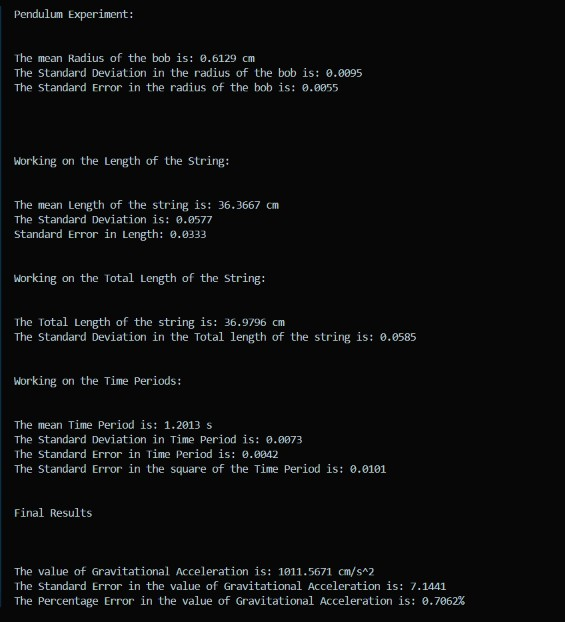 Pendulum Experiment:
The mean Radius of the bob is: 0.6129 cm
The Standard Deviation in the radius of the bob is: 0.0095
The Standard Error in the radius of the bob is: 0.0055
Working on the Length of the String:
The mean Length of the string is: 36.3667 cm
The Standard Deviation is: 0.0577
Standard Error in Length: 0.0333
Working on the Total Length of the String:
The Total Length of the string is: 36.9796 cm
The Standard Deviation in the Total length of the string is: 0.0585
Working on the Time Periods:
The mean Time Period is: 1.2013 s
The Standard Deviation in Time Period is: 0.0073
The Standard Error in Time Period is: 0.0042
The Standard Error in the square of the Time Period is: 0.0101
Final Results
The value of Gravitational Acceleration is: 1011.5671 cm/s^2
The Standard Error in the value of Gravitational Acceleration is: 7.1441
The Percentage Error in the value of Gravitational Acceleration is: 0.7062%